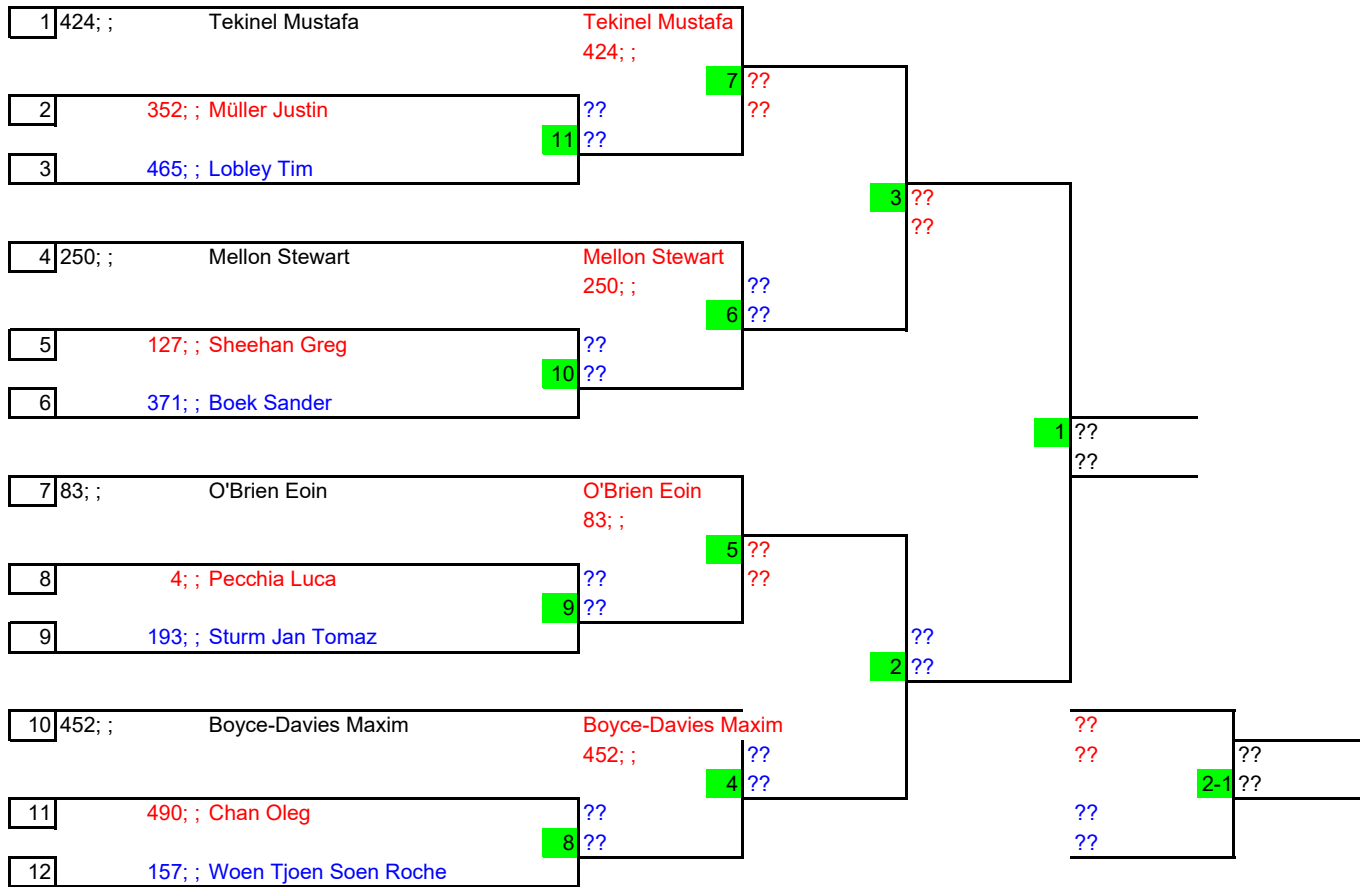 1 424; ; Tekinel Mustafa Tekinel Mustafa
424; ;
7 ??
2 352; ; Müller Justin ?? ??
11 ??
3 465; ; Lobley Tim
3 ??
??
4 250; ; Mellon Stewart Mellon Stewart
250; ; ??
6 ??
5 127; ; Sheehan Greg ??
10 ??
6 371; ; Boek Sander
1 ??
??
7 83; ; O'Brien Eoin O'Brien Eoin
83; ;
5 ??
8 4; ; Pecchia Luca ?? ??
9 ??
9 193; ; Sturm Jan Tomaz ??
2 ??
10 452; ; Boyce-Davies Maxim Boyce-Davies Maxim ??
452; ; ?? ?? ??
4 ?? 2-1 ??
11 490; ; Chan Oleg ?? ??
8 ?? ??
12 157; ; Woen Tjoen Soen Roche